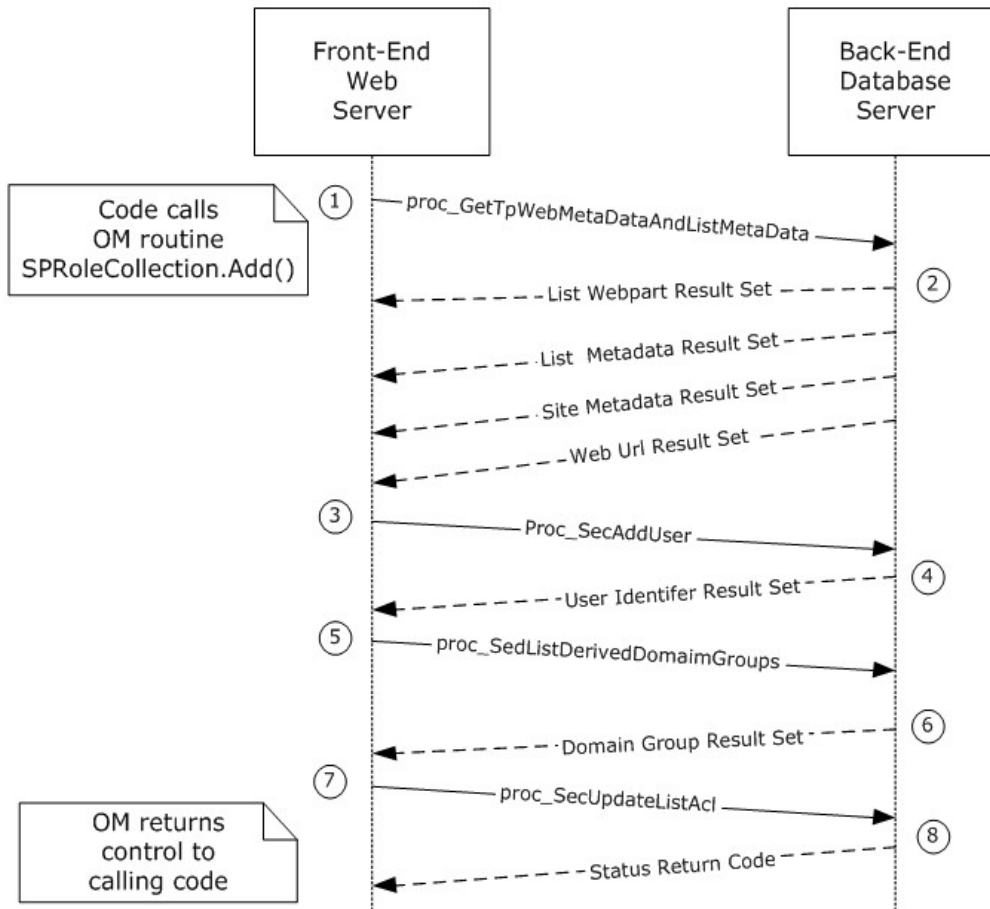 Front-End
Web
Server
Back-End
Database
Server
Code calls
OM routine
SPRoleCollection.Add()
1
proc_GetTpWebMetaDataAndListMetaData
2
List Webpart Result Set
List Metadata Result Set
Site Metadata Result Set
Web Url Result Set
3
Proc_SecAddUser
4
User Identifer Result Set
5
proc_SedListDerivedDomaimGroups
6
Domain Group Result Set
7
proc_SecUpdateListAcl
8
Status Return Code
OM returns
control to
calling code